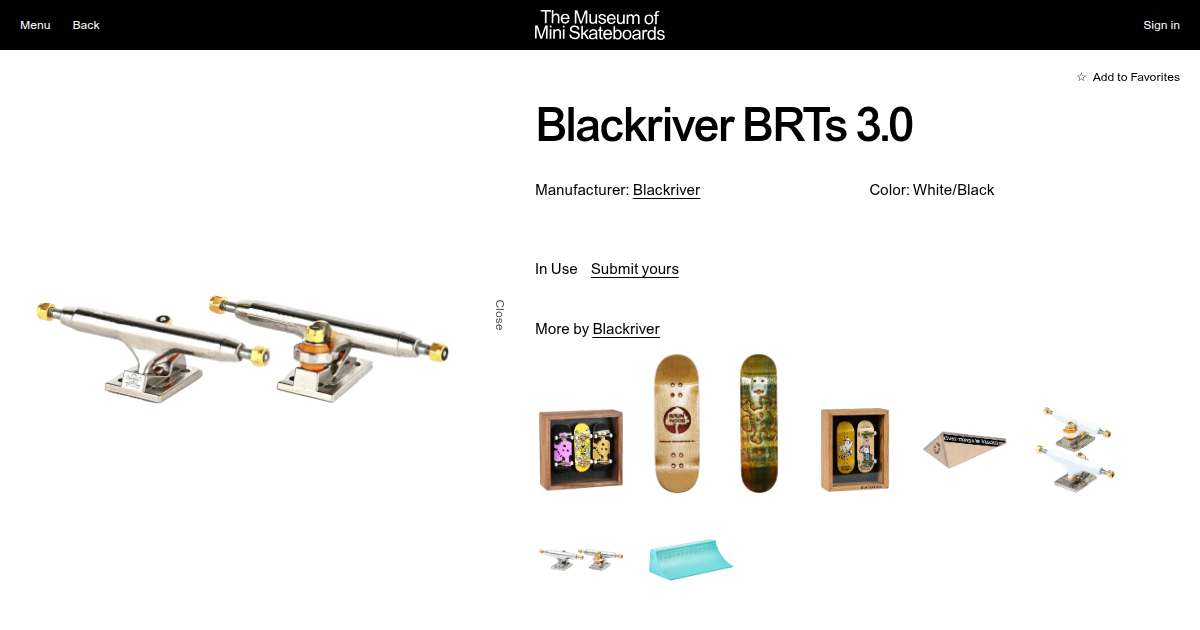 Menu
Back
The Museum of
Mini Skateboards
Sign in
☆ Add to Favorites
Blackriver BRTs 3.0
Manufacturer: Blackriver
Color: White/Black
In Use Submit yours
Close
More by Blackriver